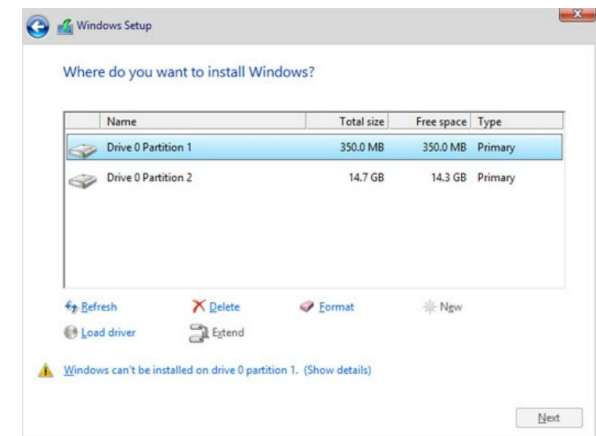 Windows Setup
Where do you want to install Windows?
Name Total size Free space Type
Drive 0 Partition 1 350.0 MB 350.0 MB Primary
Drive 0 Partition 2 14.7 GB 14.3 GB Primary
Refresh Delete Format New
Load driver Extend
Windows can't be installed on drive 0 partition 1. (Show details)
Next